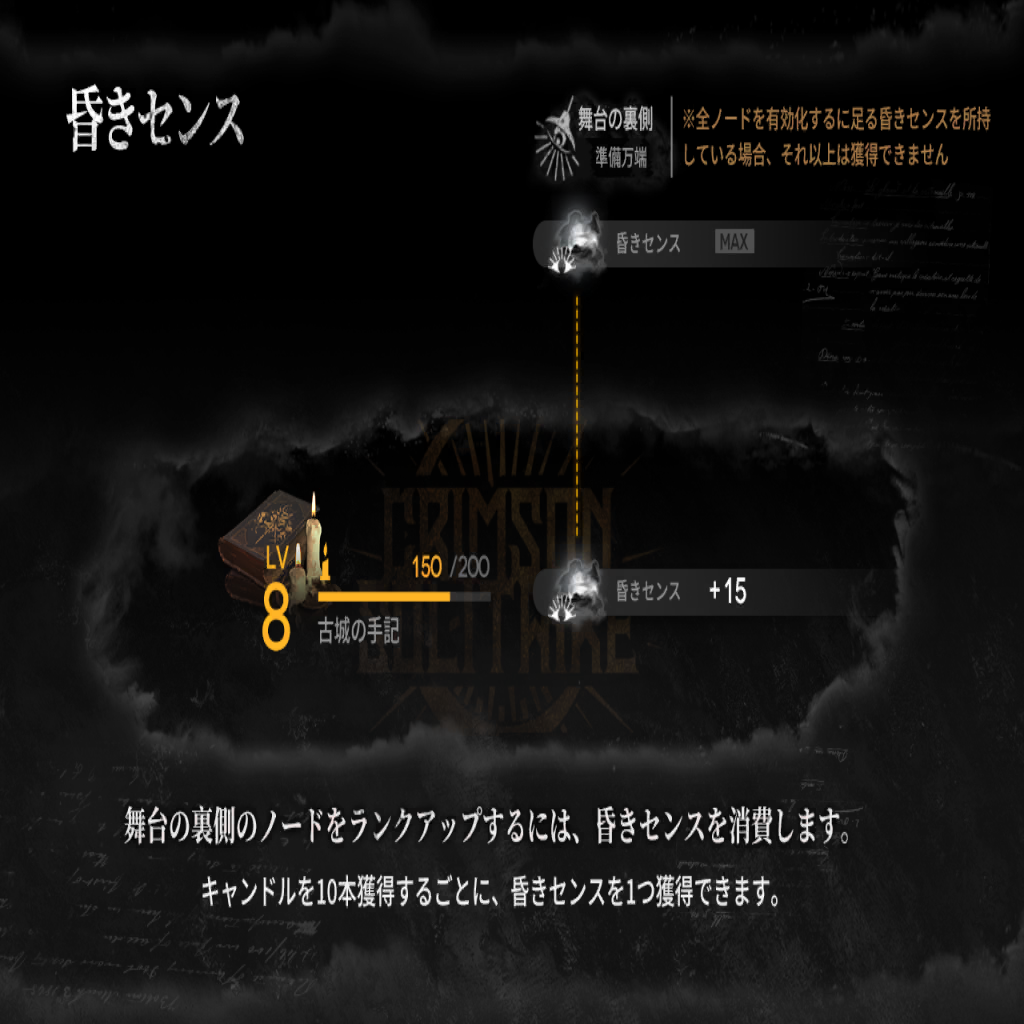 昏きセンス
舞台の裏側
準備万端
※全ノードを有効化するに足る昏きセンスを所持
している場合、それ以上は獲得できません
昏きセンス MAX
CRIMSON
SOLITAIRE
LV
8
150 /200
古城の手記
昏きセンス +15
舞台の裏側のノードをランクアップするには、昏きセンスを消費します。
キャンドルを10本獲得するごとに、昏きセンスを1つ獲得できます。